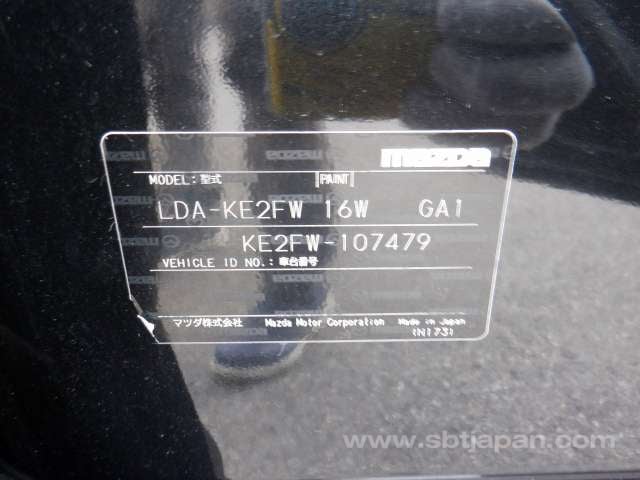 mazda
MODEL:型式 PAINT
LDA-KE2FW 16W GA1
KE2FW-107479
VEHICLE ID NO.:車台番号
マツダ株式会社 Mazda Motor Corporation Made in Japan
(N173)
www.sbtjapan.com